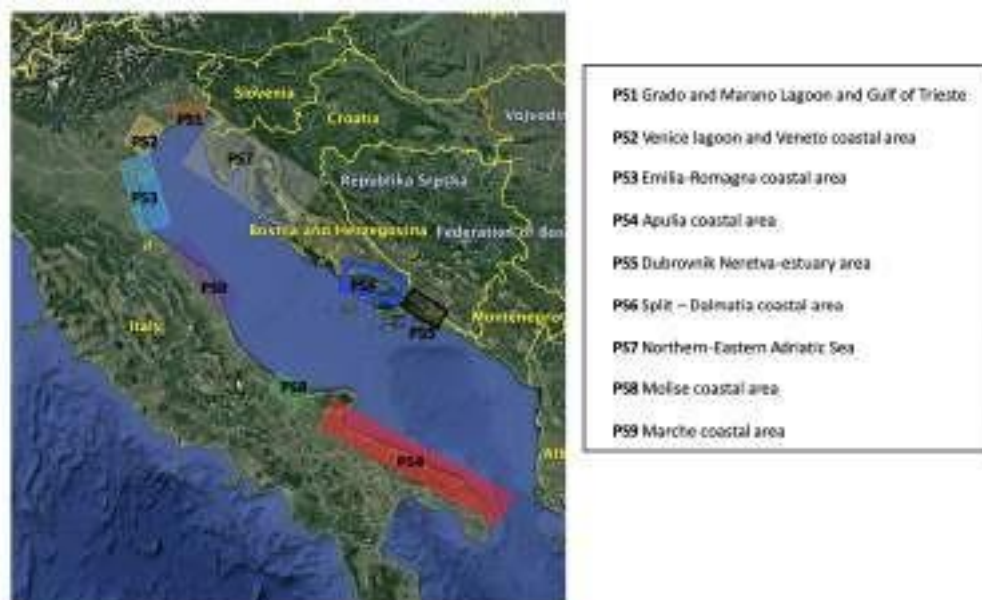 Slovenia
Croatia
Vojvodin
PS1
PS2
PS7
PS3
Republika Srpska
Bosnia and Herzegovina
Federation of Bos
PS6
PS5
Montenegro
Italy
PS8
PS4
PS1 Grado and Marano Lagoon and Gulf of Trieste
PS2 Venice lagoon and Veneto coastal area
PS3 Emilia-Romagna coastal area
PS4 Apulia coastal area
PS5 Dubrovnik Neretva-estuary area
PS6 Split – Dalmatia coastal area
PS7 Northern-Eastern Adriatic Sea
PS8 Molise coastal area
PS9 Marche coastal area